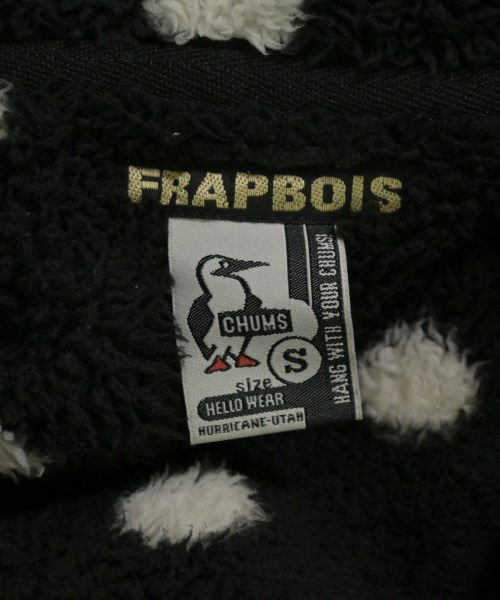 FRAPBOIS
CHUMS
S
size
HELLO WEAR
HURRICANE-UTAH
HANG WITH YOUR CHUMS!